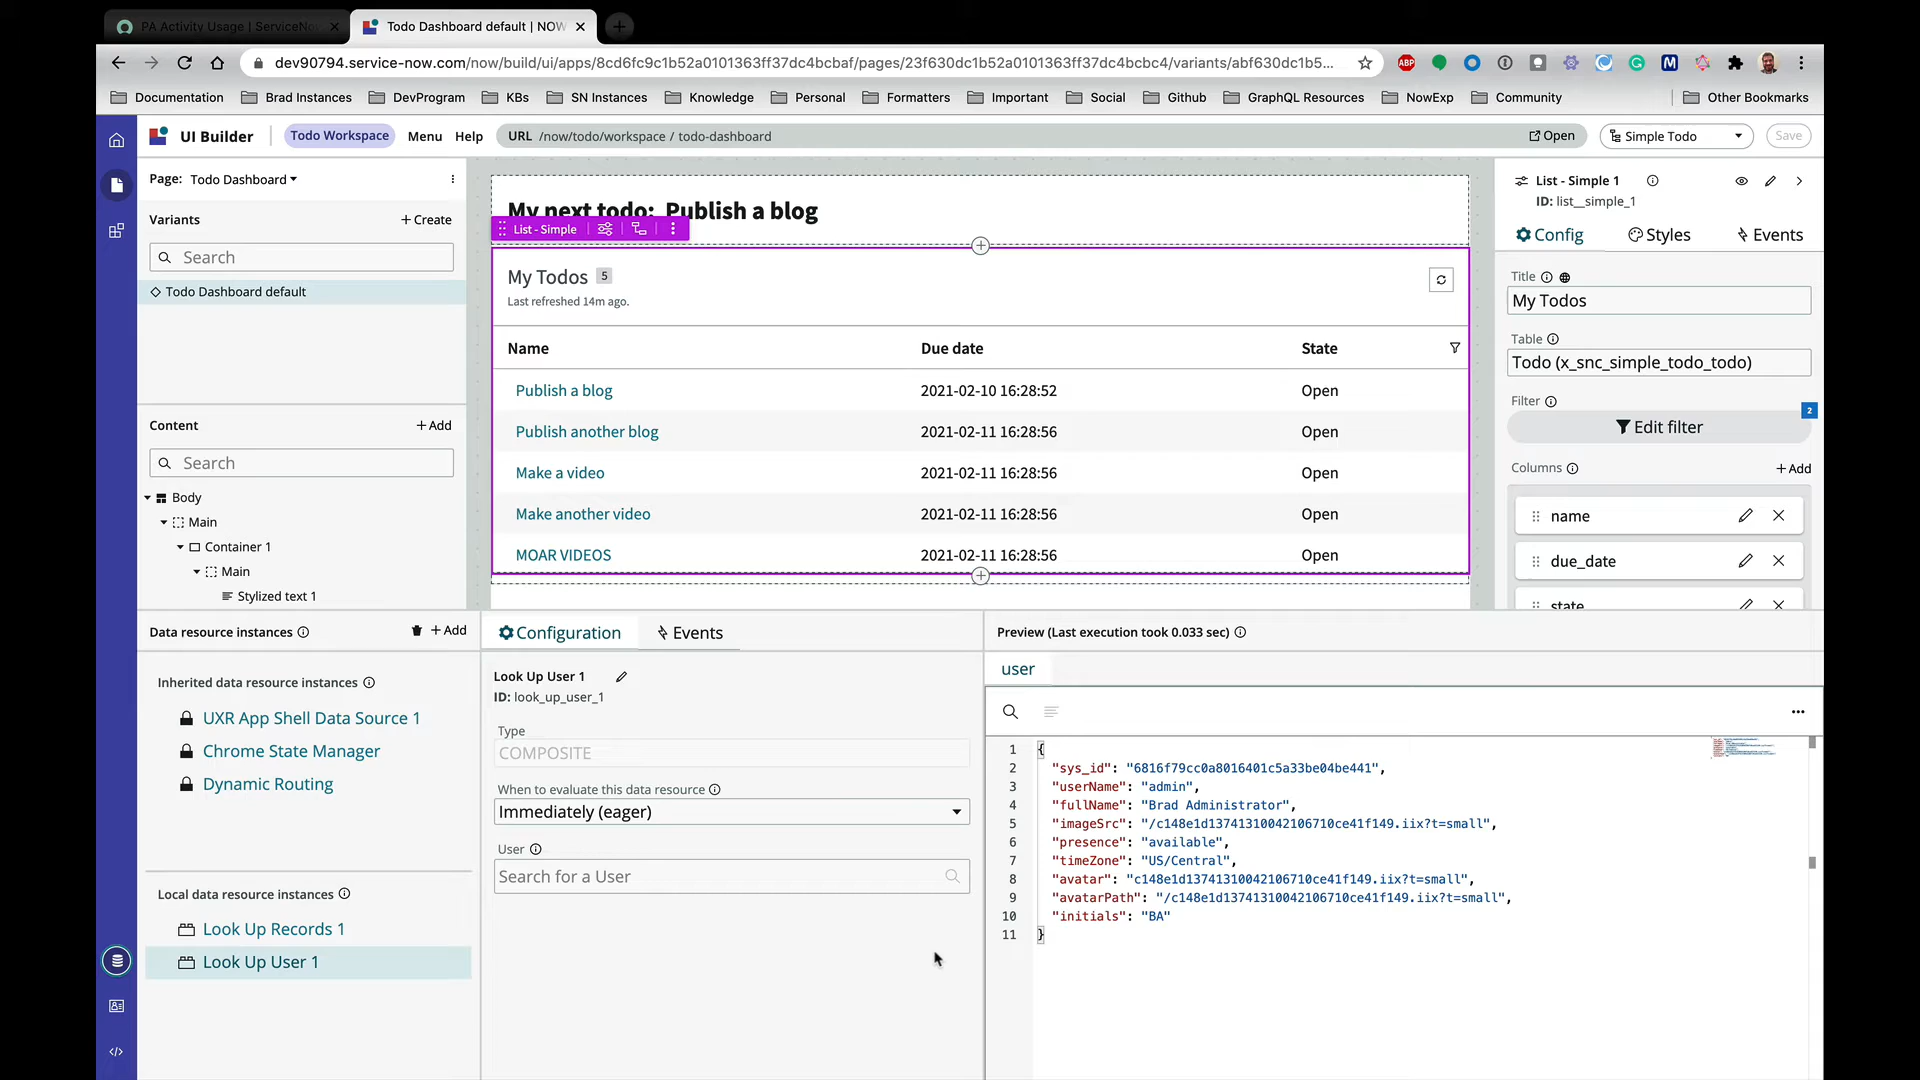 PA Activity Usage | ServiceNo
Todo Dashboard default | NOW
dev90794.service-now.com/now/build/ui/apps/8cd6fc9c1b52a0101363ff37dc4bcbaf/pages/23f630dc1b52a0101363ff37dc4bcbc4/variants/abf630dc1b5...
ABP
M
Documentation
Brad Instances
DevProgram
KBs
SN Instances
Knowledge
Personal
Formatters
Important
Social
Github
GraphQL Resources
NowExp
Community
Other Bookmarks
UI Builder
Todo Workspace
Menu
Help
URL /now/todo/workspace / todo-dashboard
Open
Simple Todo
Save
Page: Todo Dashboard
Variants
+ Create
Search
Todo Dashboard default
Content
+ Add
Search
Body
Main
Container 1
Main
Stylized text 1
My next todo: Publish a blog
List - Simple
My Todos 5
Last refreshed 14m ago.
Name Due date State
Publish a blog 2021-02-10 16:28:52 Open
Publish another blog 2021-02-11 16:28:56 Open
Make a video 2021-02-11 16:28:56 Open
Make another video 2021-02-11 16:28:56 Open
MOAR VIDEOS 2021-02-11 16:28:56 Open
List - Simple 1
ID: list__simple_1
Config
Styles
Events
Title
My Todos
Table
Todo (x_snc_simple_todo_todo)
Filter
2
Edit filter
Columns
+ Add
name
due_date
state
Data resource instances
+ Add
Inherited data resource instances
UXR App Shell Data Source 1
Chrome State Manager
Dynamic Routing
Local data resource instances
Look Up Records 1
Look Up User 1
Configuration
Events
Look Up User 1
ID: look_up_user_1
Type
COMPOSITE
When to evaluate this data resource
Immediately (eager)
User
Search for a User
Preview (Last execution took 0.033 sec)
user
1 {
2 "sys_id": "6816f79cc0a8016401c5a33be04be441",
3 "userName": "admin",
4 "fullName": "Brad Administrator",
5 "imageSrc": "/c148e1d13741310042106710ce41f149.iix?t=small",
6 "presence": "available",
7 "timeZone": "US/Central",
8 "avatar": "c148e1d13741310042106710ce41f149.iix?t=small",
9 "avatarPath": "/c148e1d13741310042106710ce41f149.iix?t=small",
10 "initials": "BA"
11 }